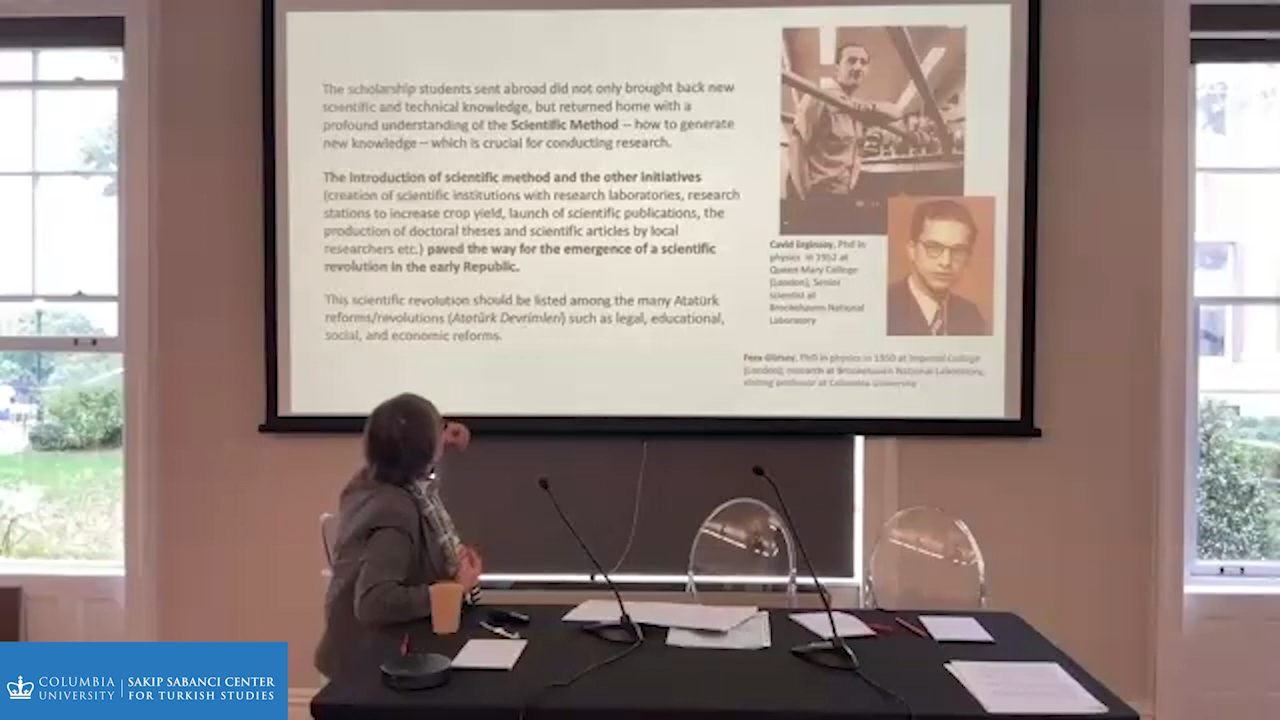 The scholarship students sent abroad did not only brought back new
scientific and technical knowledge, but returned home with a
profound understanding of the Scientific Method -- how to generate
new knowledge -- which is crucial for conducting research.
The introduction of scientific method and the other initiatives
(creation of scientific institutions with research laboratories, research
stations to increase crop yield, launch of scientific publications, the
production of doctoral theses and scientific articles by local
researchers etc.) paved the way for the emergence of a scientific
revolution in the early Republic.
This scientific revolution should be listed among the many Atatürk
reforms/revolutions (Atatürk Devrimleri) such as legal, educational,
social, and economic reforms.
Cavid Erginsoy, PhD in
physics in 1952 at
Queen Mary College
(London), Senior
scientist at
Brookhaven National
Laboratory
Feza Gürsey, PhD in physics in 1950 at Imperial College
(London); research at Brookhaven National Laboratory,
visiting professor at Columbia University
COLUMBIA
UNIVERSITY
SAKIP SABANCI CENTER
FOR TURKISH STUDIES